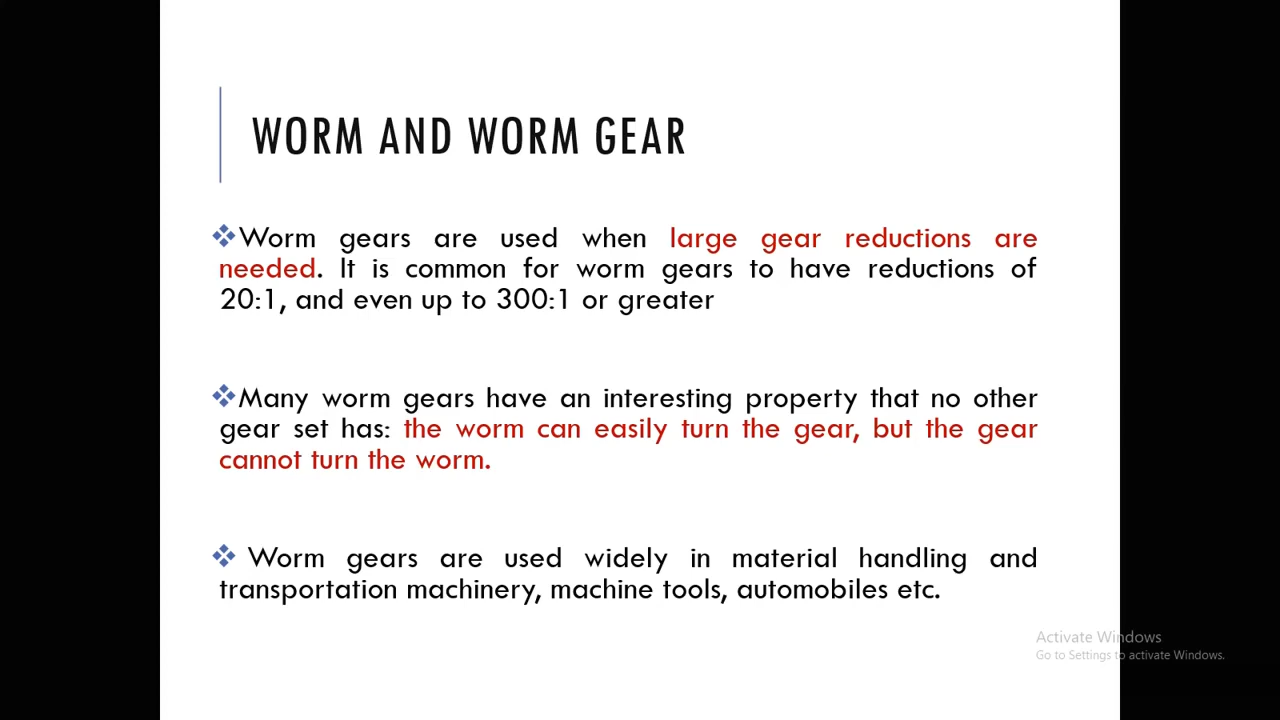 WORM AND WORM GEAR
❖Worm gears are used when large gear reductions are
needed. It is common for worm gears to have reductions of
20:1, and even up to 300:1 or greater
❖Many worm gears have an interesting property that no other
gear set has: the worm can easily turn the gear, but the gear
cannot turn the worm.
❖ Worm gears are used widely in material handling and
transportation machinery, machine tools, automobiles etc.
Activate Windows
Go to Settings to activate Windows.